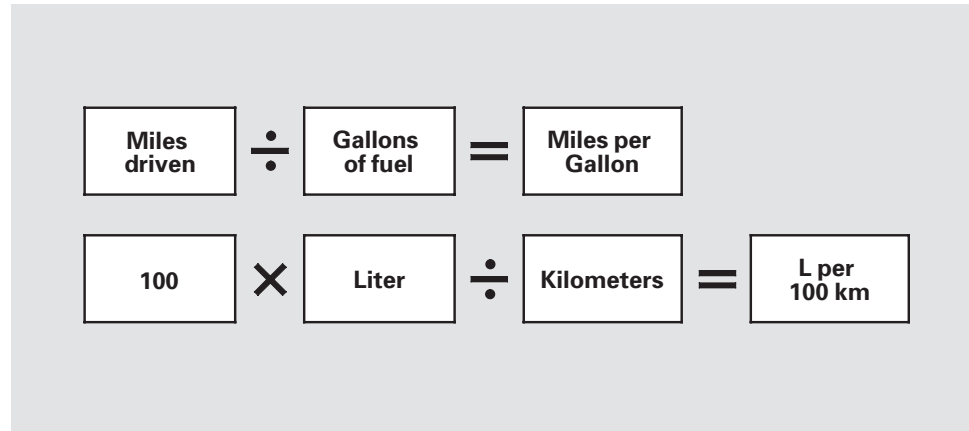 Miles driven ÷ Gallons of fuel = Miles per Gallon
100 × Liter ÷ Kilometers = L per 100 km